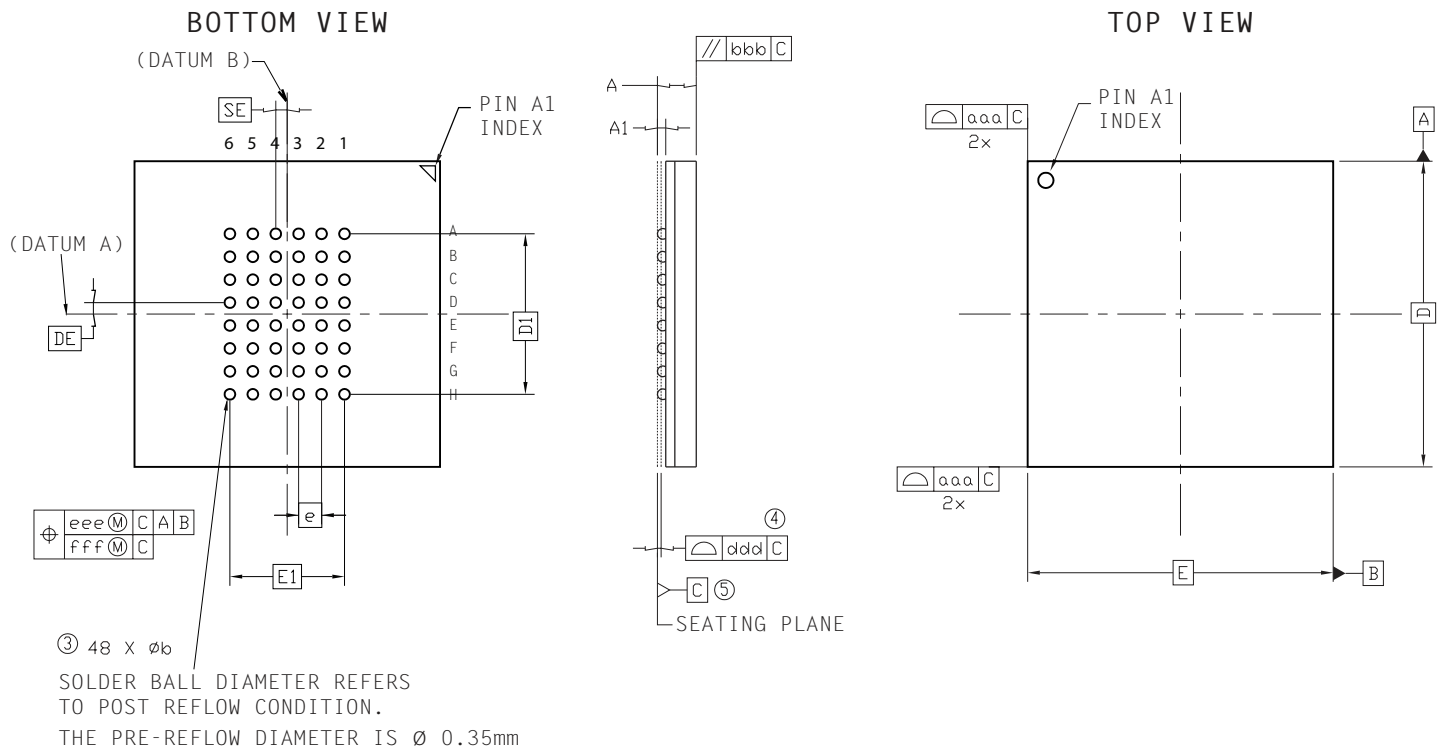 BOTTOM VIEW
TOP VIEW
(DATUM B)
// bbb C
SE
PIN A1
INDEX
A
A1
6 5 4 3 2 1
PIN A1
INDEX
⌓ aaa C
2x
A
(DATUM A)
A
B
C
D
E
F
G
H
DE
D1
D
⌓ aaa C
2x
⌖ eee Ⓜ C A B
fff Ⓜ C
e
④
⌓ ddd C
E1
C ⑤
E
B
SEATING PLANE
③ 48 X Øb
SOLDER BALL DIAMETER REFERS
TO POST REFLOW CONDITION.
THE PRE-REFLOW DIAMETER IS Ø 0.35mm